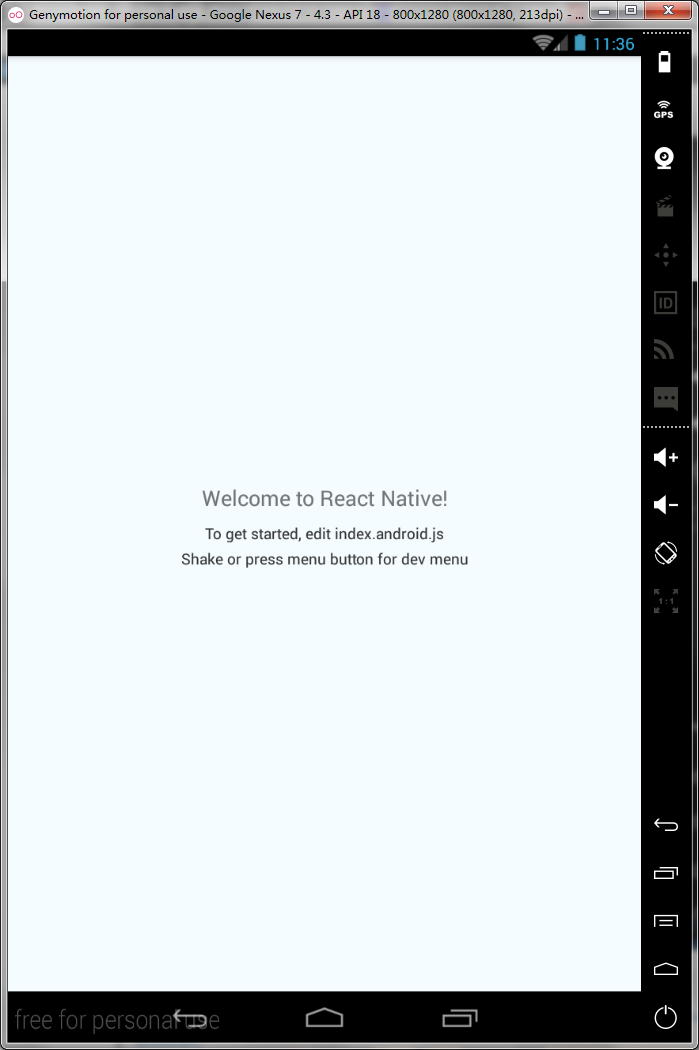 Genymotion for personal use - Google Nexus 7 - 4.3 - API 18 - 800x1280 (800x1280, 213dpi) - ...
11:36
GPS
ID
Welcome to React Native!
To get started, edit index.android.js
Shake or press menu button for dev menu
1:1
free for personal use